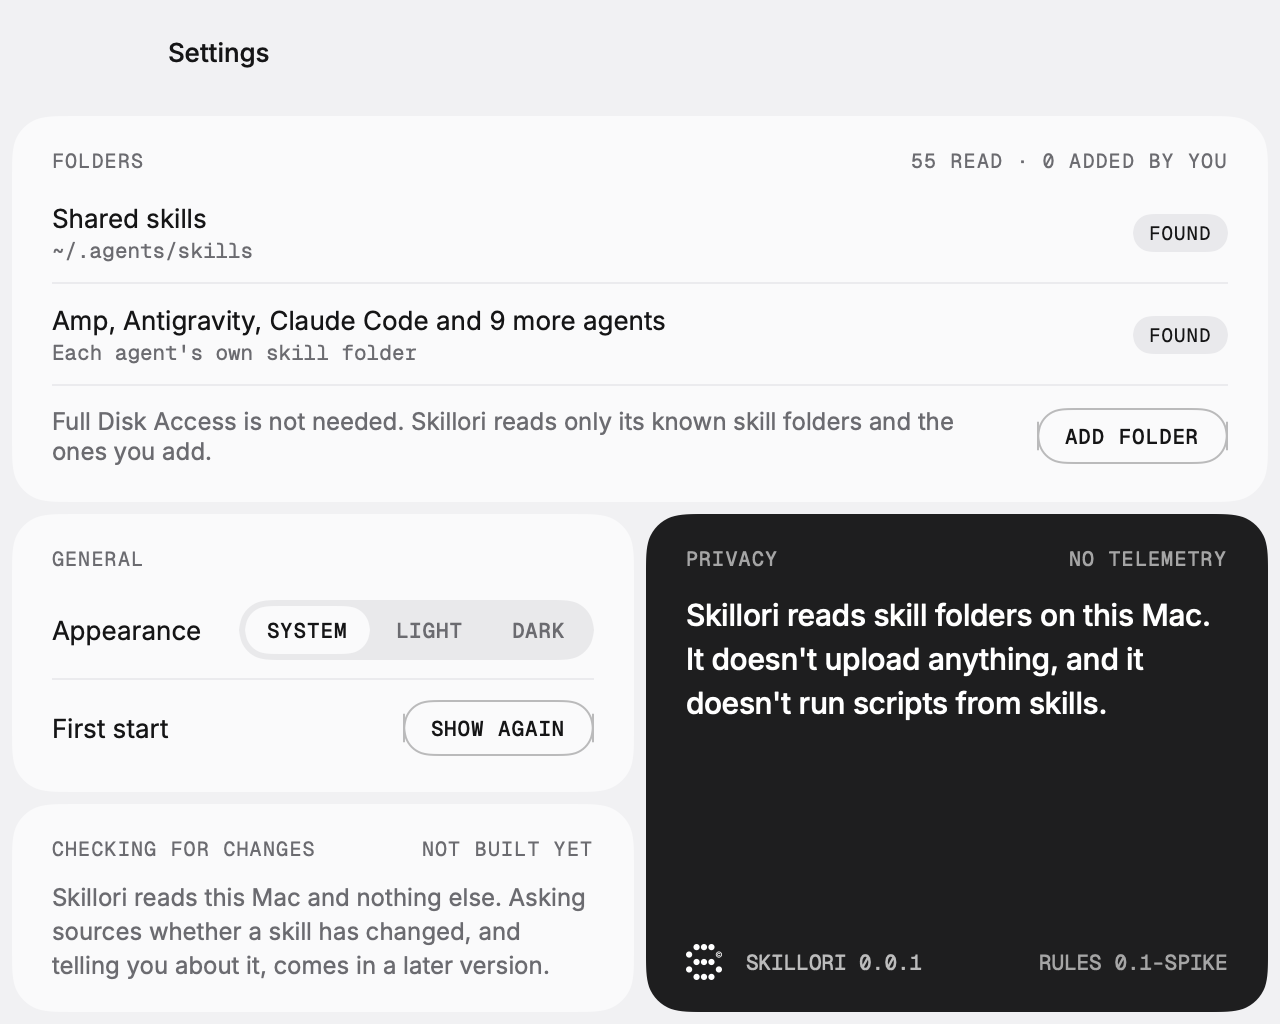 Settings
FOLDERS
55 READ · 0 ADDED BY YOU
Shared skills
~/.agents/skills
FOUND
Amp, Antigravity, Claude Code and 9 more agents
Each agent's own skill folder
FOUND
Full Disk Access is not needed. Skillori reads only its known skill folders and the
ones you add.
ADD FOLDER
GENERAL
Appearance
SYSTEM
LIGHT
DARK
First start
SHOW AGAIN
CHECKING FOR CHANGES
NOT BUILT YET
Skillori reads this Mac and nothing else. Asking
sources whether a skill has changed, and
telling you about it, comes in a later version.
PRIVACY
NO TELEMETRY
Skillori reads skill folders on this Mac.
It doesn't upload anything, and it
doesn't run scripts from skills.
SKILLORI 0.0.1
RULES 0.1-SPIKE